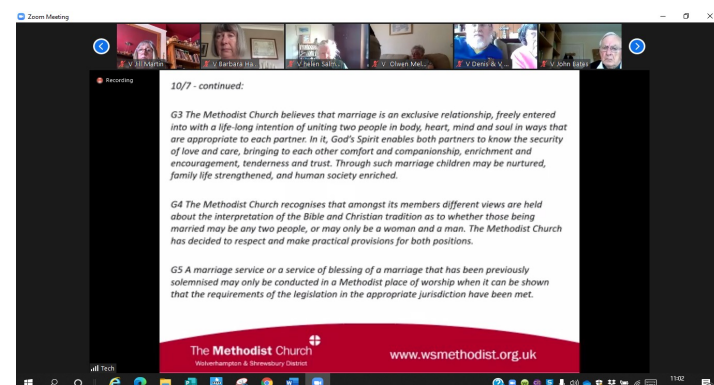 Zoom Meeting
V Jill Martin
V Barbara Ha...
V helen Salm...
V Olwen Mel...
V Denis & V ...
V John Bates
Recording
10/7 - continued:
G3 The Methodist Church believes that marriage is an exclusive relationship, freely entered
into with a life-long intention of uniting two people in body, heart, mind and soul in ways that
are appropriate to each partner. In it, God's Spirit enables both partners to know the security
of love and care, bringing to each other comfort and companionship, enrichment and
encouragement, tenderness and trust. Through such marriage children may be nurtured,
family life strengthened, and human society enriched.
G4 The Methodist Church recognises that amongst its members different views are held
about the interpretation of the Bible and Christian tradition as to whether those being
married may be any two people, or may only be a woman and a man. The Methodist Church
has decided to respect and make practical provisions for both positions.
G5 A marriage service or a service of blessing of a marriage that has been previously
solemnised may only be conducted in a Methodist place of worship when it can be shown
that the requirements of the legislation in the appropriate jurisdiction have been met.
The Methodist Church
Wolverhampton & Shrewsbury District
www.wsmethodist.org.uk
Tech
11:02